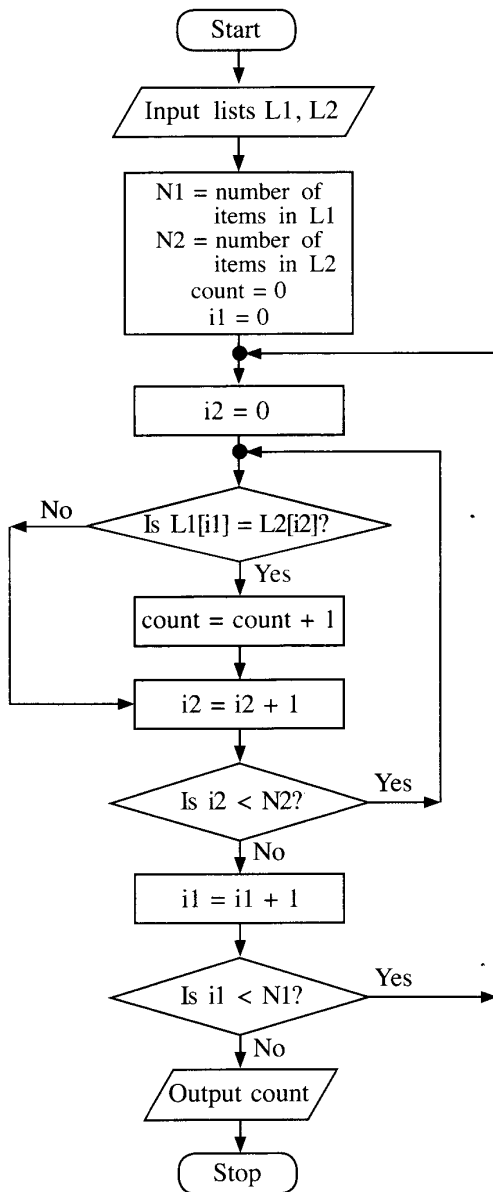 Start
Input lists L1, L2
N1 = number of
items in L1
N2 = number of
items in L2
count = 0
i1 = 0
i2 = 0
No
Is L1[i1] = L2[i2]?
Yes
count = count + 1
i2 = i2 + 1
Is i2 < N2?
Yes
No
i1 = i1 + 1
Is i1 < N1?
Yes
No
Output count
Stop